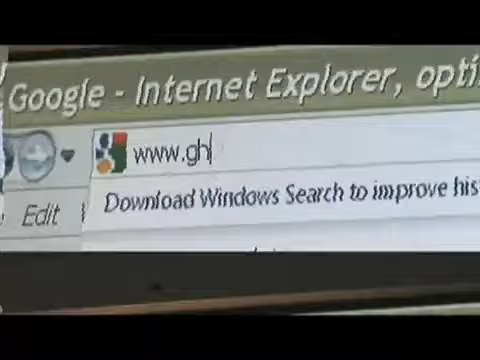 Google - Internet Explorer, opti
www.gh
Edit
Download Windows Search to improve his